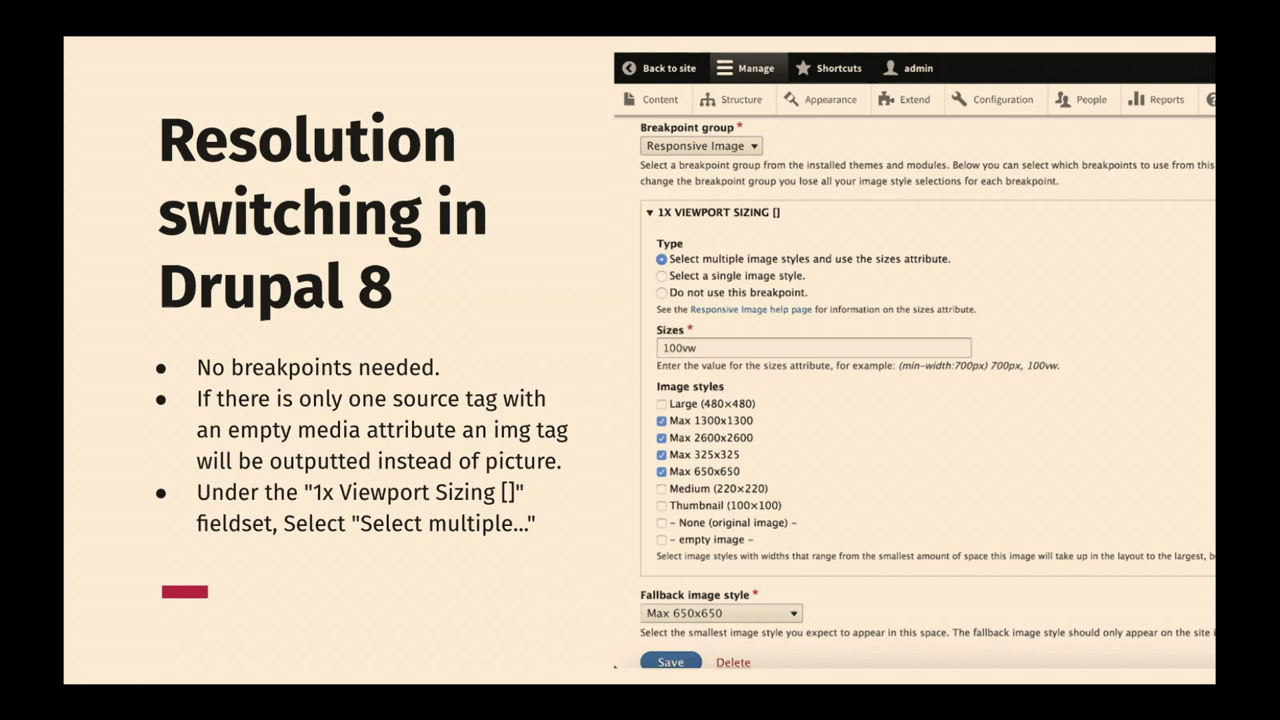 Resolution
switching in
Drupal 8
● No breakpoints needed.
● If there is only one source tag with
an empty media attribute an img tag
will be outputted instead of picture.
● Under the "1x Viewport Sizing []"
fieldset, Select "Select multiple..."
Back to site Manage Shortcuts admin
Content Structure Appearance Extend Configuration People Reports
Breakpoint group *
Responsive Image
Select a breakpoint group from the installed themes and modules. Below you can select which breakpoints to use from this
change the breakpoint group you lose all your image style selections for each breakpoint.
1X VIEWPORT SIZING []
Type
Select multiple image styles and use the sizes attribute.
Select a single image style.
Do not use this breakpoint.
See the Responsive Image help page for information on the sizes attribute.
Sizes *
100vw
Enter the value for the sizes attribute, for example: (min-width:700px) 700px, 100vw.
Image styles
Large (480×480)
Max 1300x1300
Max 2600x2600
Max 325x325
Max 650x650
Medium (220×220)
Thumbnail (100×100)
- None (original image) -
- empty image -
Select image styles with widths that range from the smallest amount of space this image will take up in the layout to the largest, b
Fallback image style *
Max 650x650
Select the smallest image style you expect to appear in this space. The fallback image style should only appear on the site i
Save Delete